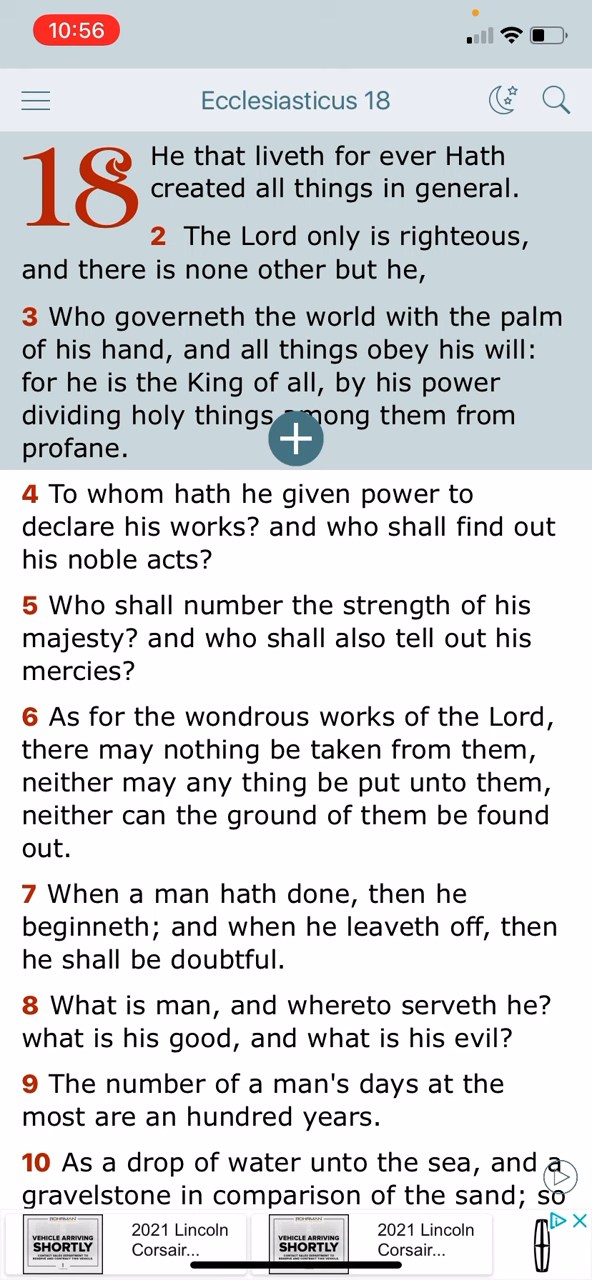 10:56
Ecclesiasticus 18
18 He that liveth for ever Hath
created all things in general.
2 The Lord only is righteous,
and there is none other but he,
3 Who governeth the world with the palm
of his hand, and all things obey his will:
for he is the King of all, by his power
dividing holy things among them from
profane.
4 To whom hath he given power to
declare his works? and who shall find out
his noble acts?
5 Who shall number the strength of his
majesty? and who shall also tell out his
mercies?
6 As for the wondrous works of the Lord,
there may nothing be taken from them,
neither may any thing be put unto them,
neither can the ground of them be found
out.
7 When a man hath done, then he
beginneth; and when he leaveth off, then
he shall be doubtful.
8 What is man, and whereto serveth he?
what is his good, and what is his evil?
9 The number of a man's days at the
most are an hundred years.
10 As a drop of water unto the sea, and a
gravelstone in comparison of the sand; so
VEHICLE ARRIVING
SHORTLY
2021 Lincoln
Corsair...
VEHICLE ARRIVING
SHORTLY
2021 Lincoln
Corsair...